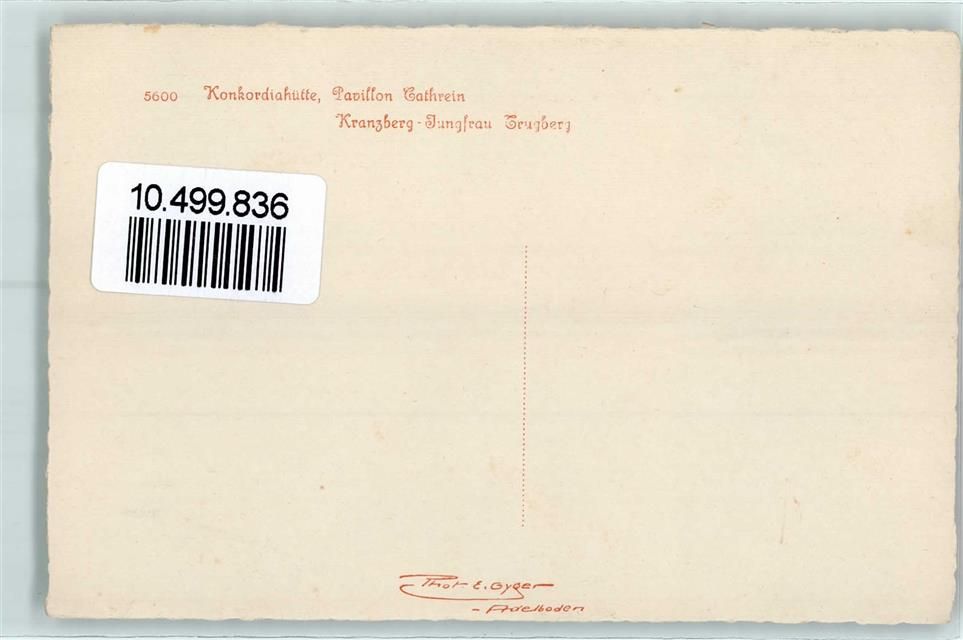 5600 Konkordiahütte, Pavillon Cathrein
Kranzberg - Jungfrau Trugberg
10.499.836
Phot E. Gyger
- Adelboden